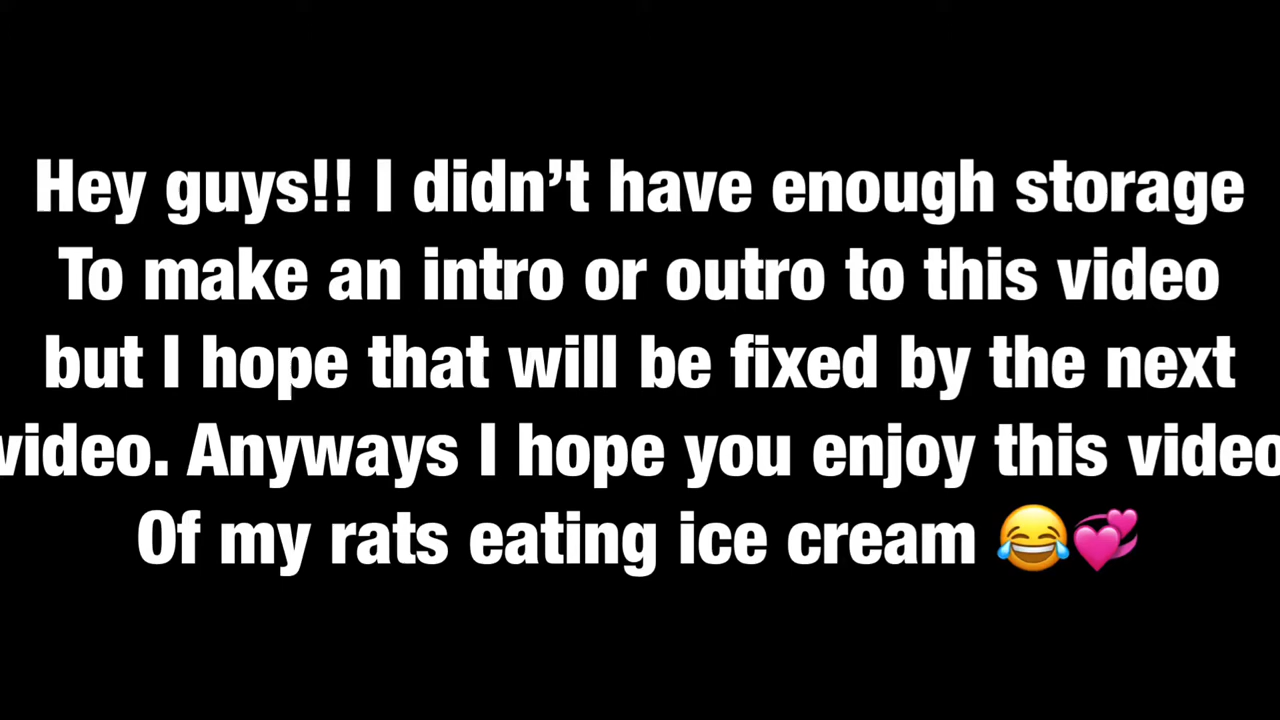 Hey guys!! I didn’t have enough storage
To make an intro or outro to this video
but I hope that will be fixed by the next
video. Anyways I hope you enjoy this video
Of my rats eating ice cream 😂💞